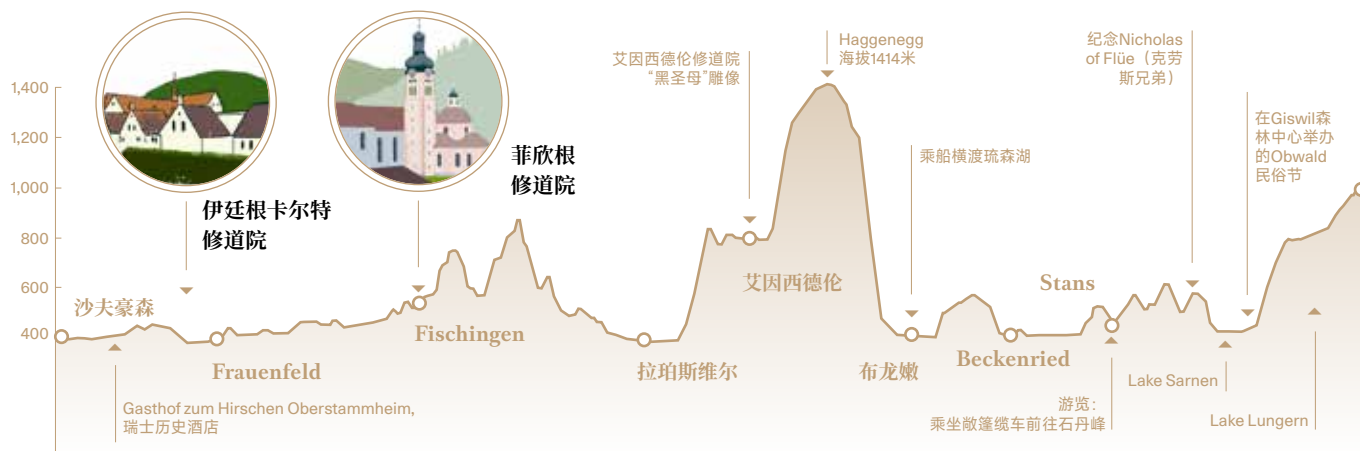 1,400
1,200
1,000
800
600
400
伊廷根卡尔特
修道院
菲欣根
修道院
艾因西德伦修道院
“黑圣母”雕像
Haggenegg
海拔1414米
乘船横渡琉森湖
纪念Nicholas
of Flüe（克劳
斯兄弟）
在Giswil森
林中心举办
的Obwald
民俗节
沙夫豪森
Frauenfeld
Fischingen
拉珀斯维尔
艾因西德伦
布龙嫩
Beckenried
Stans
Gasthof zum Hirschen Oberstammheim,
瑞士历史酒店
游览：
乘坐敞篷缆车前往石丹峰
Lake Sarnen
Lake Lungern